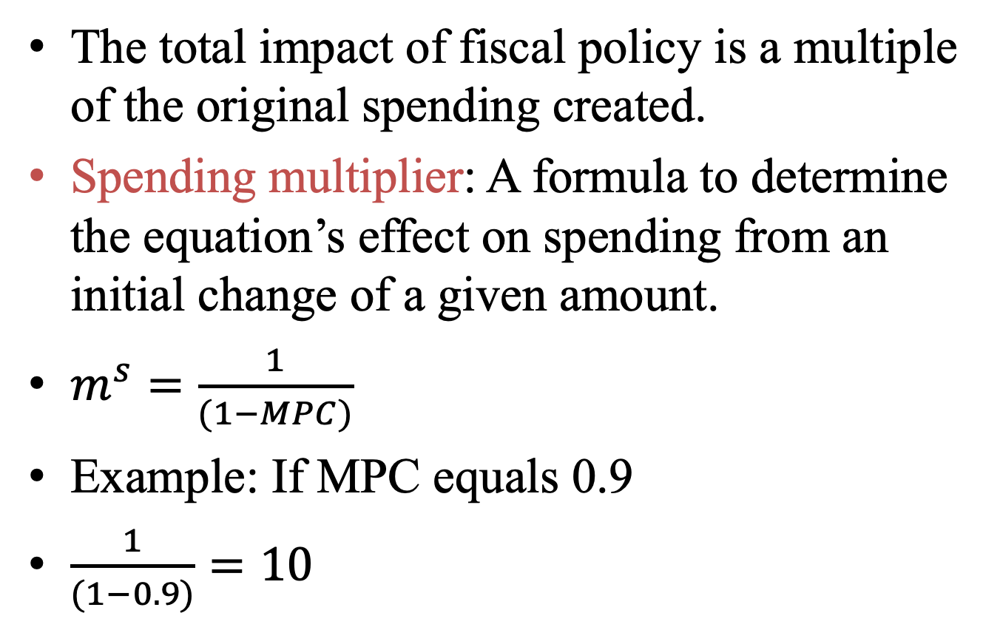 • The total impact of fiscal policy is a multiple
of the original spending created.
• Spending multiplier: A formula to determine
the equation’s effect on spending from an
initial change of a given amount.
• 𝑚ˢ = 1/(1−𝑀𝑃𝐶)
• Example: If MPC equals 0.9
• 1/(1−0.9) = 10